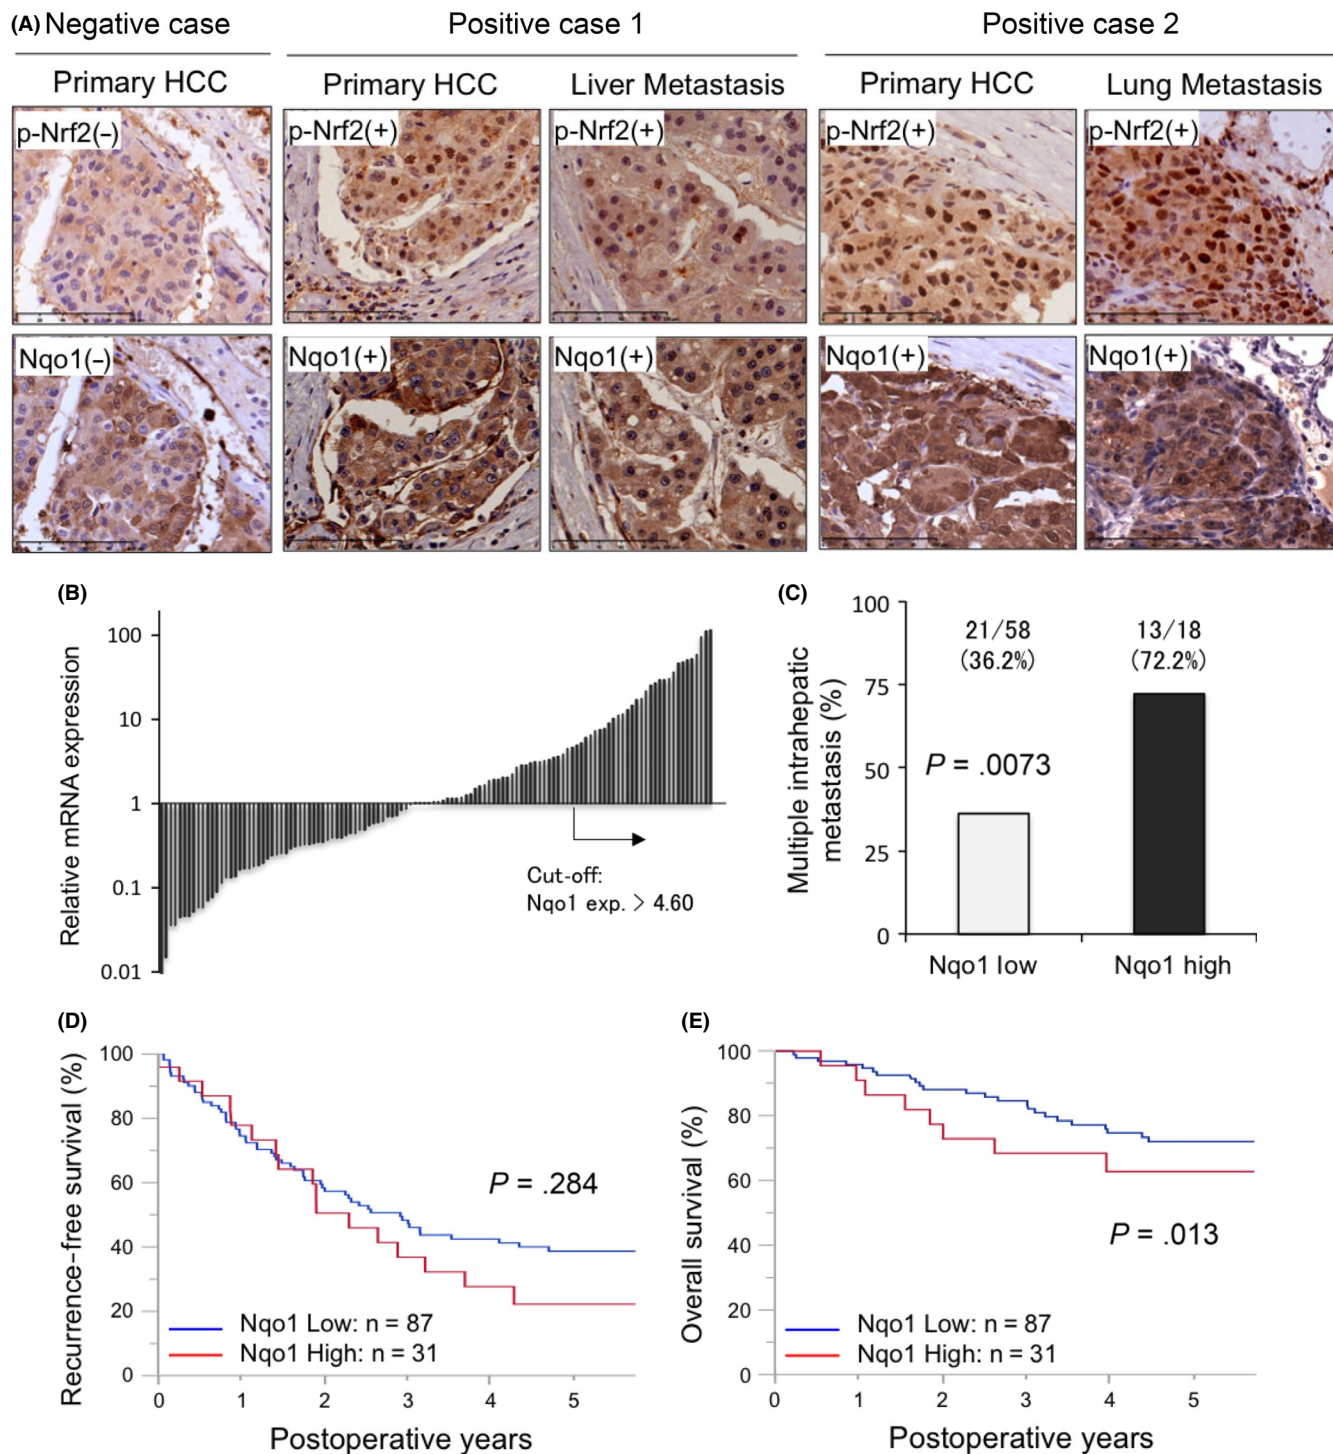 (A) Negative case Positive case 1 Positive case 2
Primary HCC Primary HCC Liver Metastasis Primary HCC Lung Metastasis
p-Nrf2(–) p-Nrf2(+) p-Nrf2(+) p-Nrf2(+) p-Nrf2(+)
Nqo1(–) Nqo1(+) Nqo1(+) Nqo1(+) Nqo1(+)
(B)
Relative mRNA expression
100
10
1
0.1
0.01
Cut-off:
Nqo1 exp. > 4.60
(C)
Multiple intrahepatic
metastasis (%)
100
75
50
25
0
21/58 13/18
(36.2%) (72.2%)
P = .0073
Nqo1 low Nqo1 high
(D)
Recurrence-free survival (%)
100
80
60
40
20
0
P = .284
Nqo1 Low: n = 87
Nqo1 High: n = 31
0 1 2 3 4 5
Postoperative years
(E)
Overall survival (%)
100
80
60
40
20
0
P = .013
Nqo1 Low: n = 87
Nqo1 High: n = 31
0 1 2 3 4 5
Postoperative years